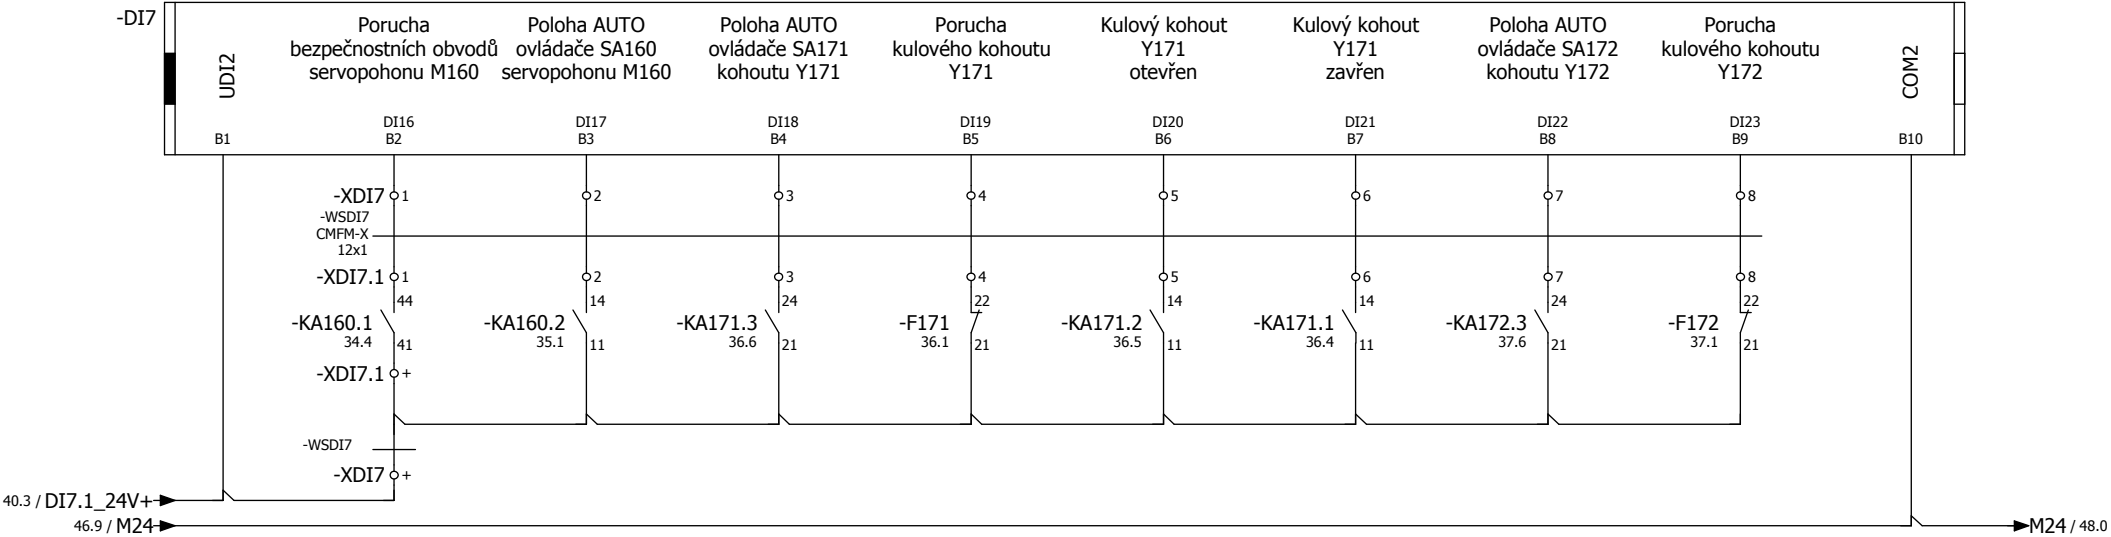 -DI7
UDI2
Porucha
bezpečnostních obvodů
servopohonu M160
Poloha AUTO
ovládače SA160
servopohonu M160
Poloha AUTO
ovládače SA171
kohoutu Y171
Porucha
kulového kohoutu
Y171
Kulový kohout
Y171
otevřen
Kulový kohout
Y171
zavřen
Poloha AUTO
ovládače SA172
kohoutu Y172
Porucha
kulového kohoutu
Y172
COM2
DI16 DI17 DI18 DI19 DI20 DI21 DI22 DI23
B1 B2 B3 B4 B5 B6 B7 B8 B9 B10
-XDI7 1 2 3 4 5 6 7 8
-WSDI7
CMFM-X
12x1
-XDI7.1 1 2 3 4 5 6 7 8
44 14 24 22 14 14 24 22
-KA160.1 -KA160.2 -KA171.3 -F171 -KA171.2 -KA171.1 -KA172.3 -F172
34.4 41 35.1 11 36.6 21 36.1 21 36.5 11 36.4 11 37.6 21 37.1 21
-XDI7.1 +
-WSDI7
-XDI7 +
40.3 / DI7.1_24V+
46.9 / M24
M24 / 48.0